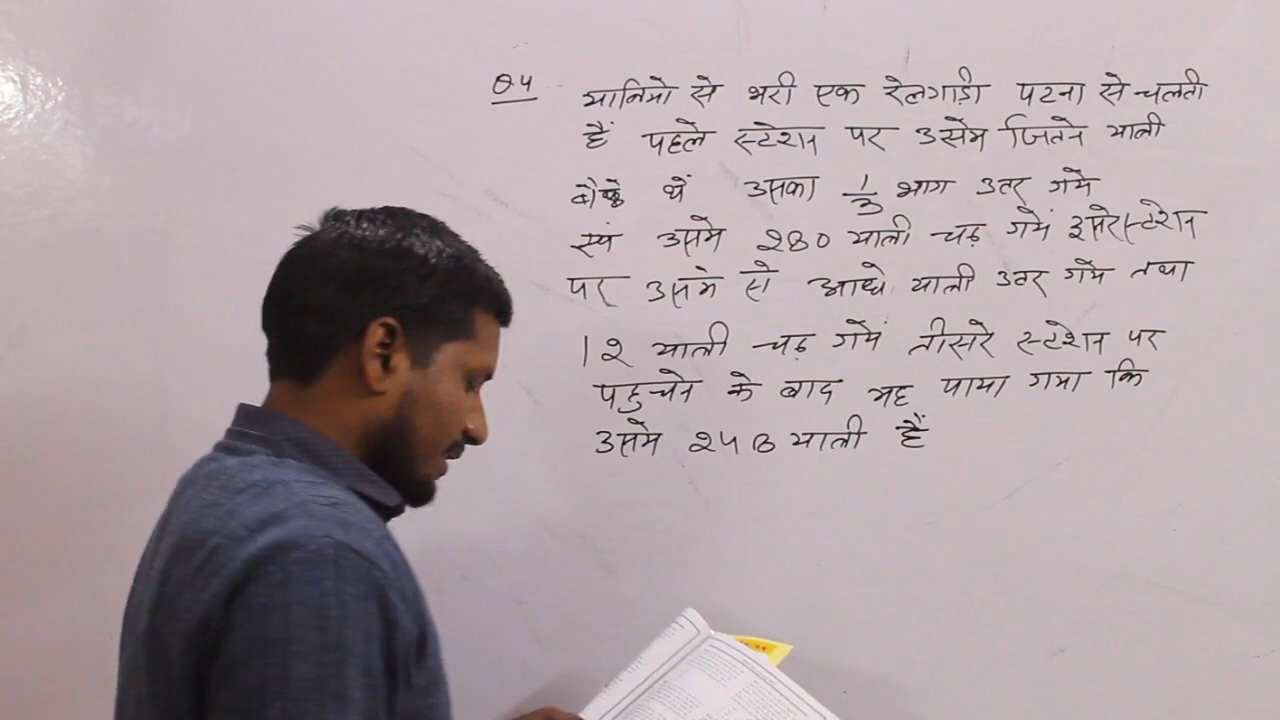 Q4 यात्रियो से भरी एक रेलगाड़ी पटना से चलती
हैं पहले स्टेशन पर उसमे जितने यात्री
बैठे थें उसका 1/3 भाग उतर गये
एवं उसमे 280 यात्री चढ़ गयें दूसरे स्टेशन
पर उसमे से आधे यात्री उतर गये तथा
12 यात्री चढ़ गयें तीसरे स्टेशन पर
पहुचने के बाद यह पाया गया कि
उसमे 248 यात्री हैं